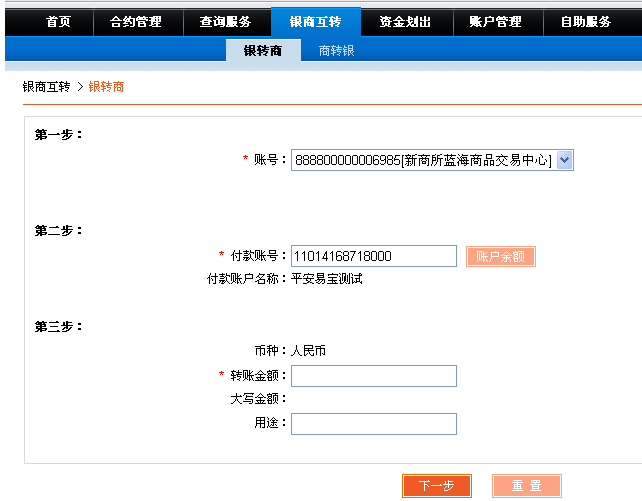 首页 合约管理 查询服务 银商互转 资金划出 账户管理 自助服务
银转商 商转银
银商互转 > 银转商
第一步：
* 账号： 888800000006985[新商所蓝海商品交易中心]
第二步：
* 付款账号： 11014168718000 账户余额
付款账户名称：平安易宝测试
第三步：
币种：人民币
* 转账金额：
大写金额：
用途：
下一步 重 置